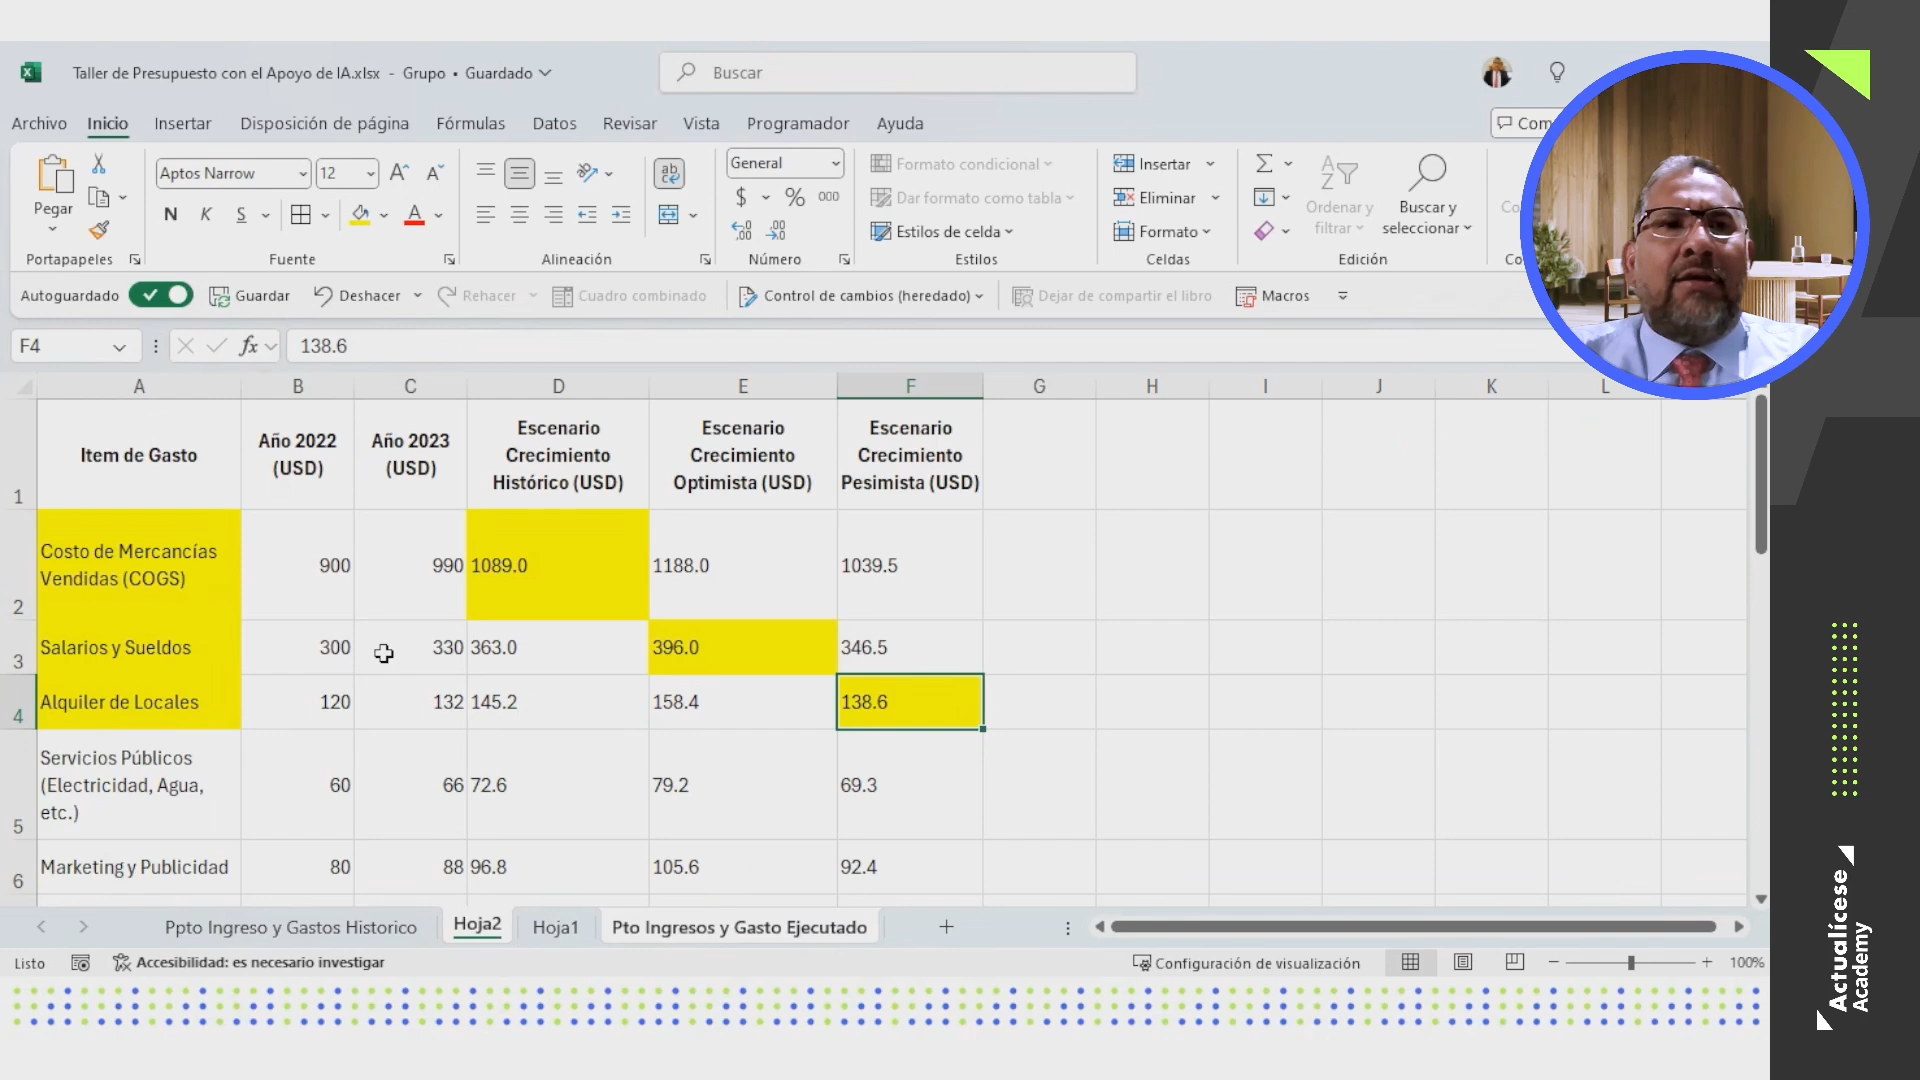 Taller de Presupuesto con el Apoyo de IA.xlsx - Grupo • Guardado
Buscar
Archivo Inicio Insertar Disposición de página Fórmulas Datos Revisar Vista Programador Ayuda
Pegar
Portapapeles
Aptos Narrow 12
N K S
Fuente
Alineación
General
$ % 000
Número
Formato condicional
Dar formato como tabla
Estilos de celda
Estilos
Insertar
Eliminar
Formato
Celdas
Ordenar y filtrar
Buscar y seleccionar
Edición
Autoguardado Guardar Deshacer Rehacer Cuadro combinado Control de cambios (heredado) Dejar de compartir el libro Macros
F4 fx 138.6
A B C D E F G H I J K L
1 Item de Gasto Año 2022 (USD) Año 2023 (USD) Escenario Crecimiento Histórico (USD) Escenario Crecimiento Optimista (USD) Escenario Crecimiento Pesimista (USD)
2 Costo de Mercancías Vendidas (COGS) 900 990 1089.0 1188.0 1039.5
3 Salarios y Sueldos 300 330 363.0 396.0 346.5
4 Alquiler de Locales 120 132 145.2 158.4 138.6
5 Servicios Públicos (Electricidad, Agua, etc.) 60 66 72.6 79.2 69.3
6 Marketing y Publicidad 80 88 96.8 105.6 92.4
Ppto Ingreso y Gastos Historico Hoja2 Hoja1 Pto Ingresos y Gasto Ejecutado
Listo Accesibilidad: es necesario investigar Configuración de visualización 100%
Actualícese
Academy